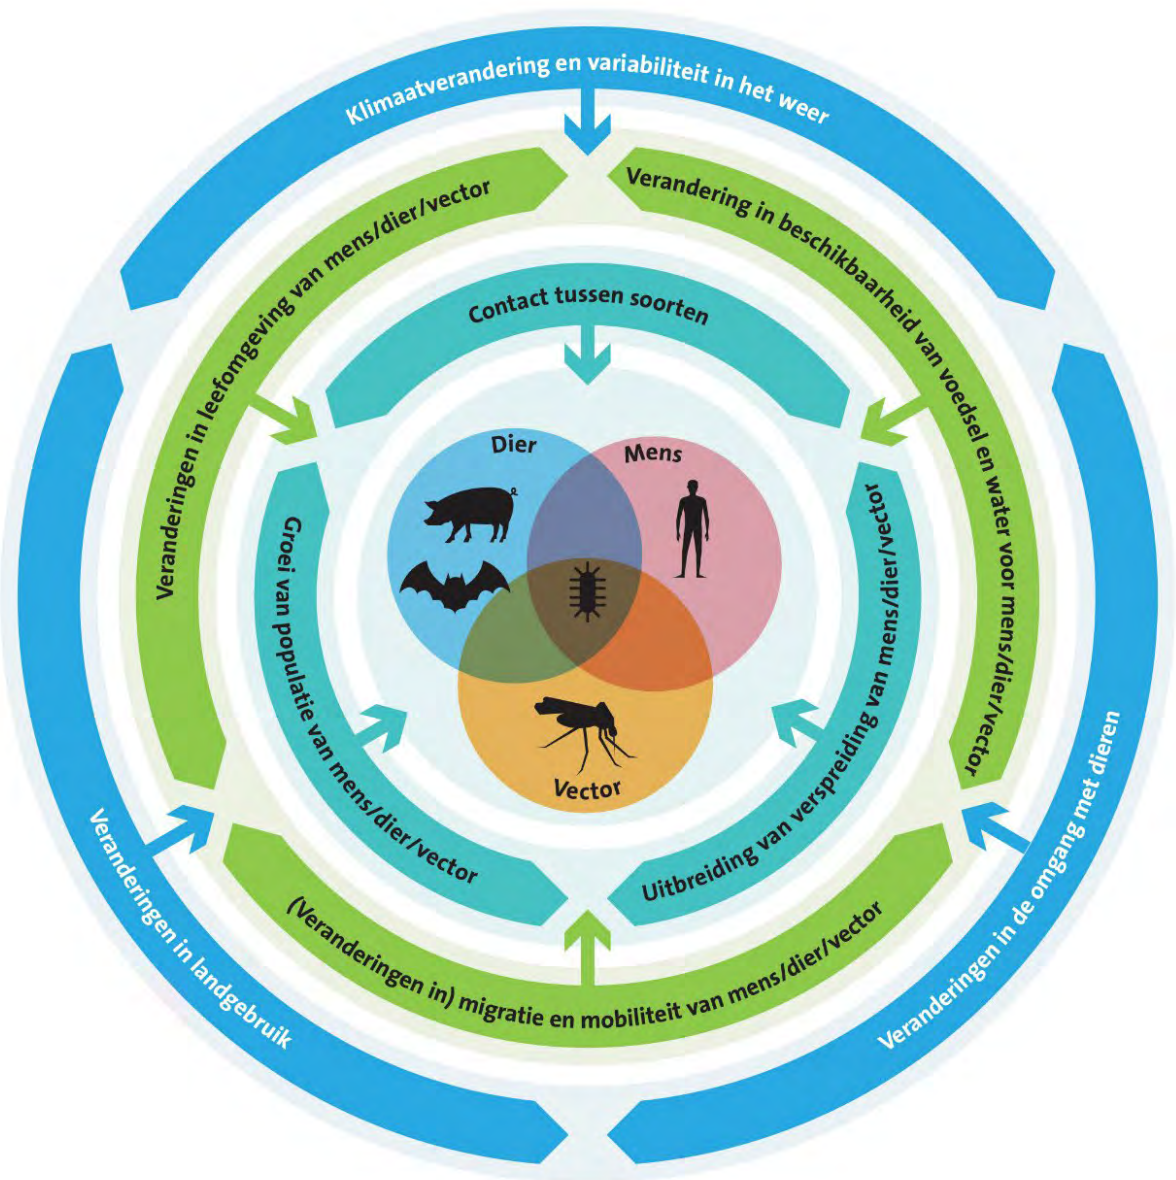 Klimaatverandering en variabiliteit in het weer
Veranderingen in leefomgeving van mens/dier/vector
Verandering in beschikbaarheid van voedsel en water voor mens/dier/vector
Contact tussen soorten
Dier
Mens
Groei van populatie van mens/dier/vector
Uitbreiding van verspreiding van mens/dier/vector
Vector
Veranderingen in landgebruik
(Veranderingen in) migratie en mobiliteit van mens/dier/vector
Veranderingen in de omgang met dieren